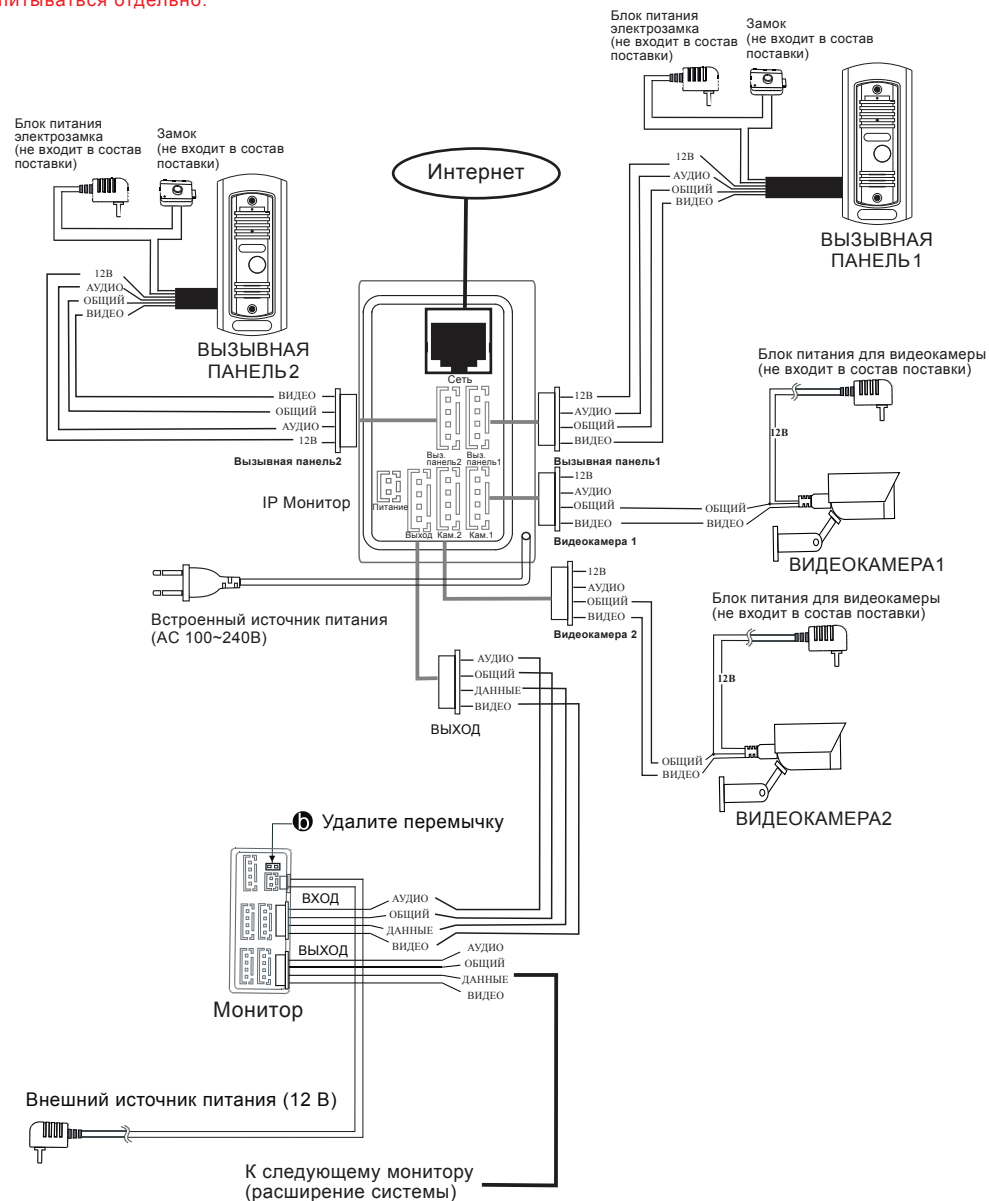 питываться отдельно.
Блок питания
электрозамка
(не входит в состав
поставки)
Замок
(не входит в состав
поставки)
12В
АУДИО
ОБЩИЙ
ВИДЕО
ВЫЗЫВНАЯ
ПАНЕЛЬ1
Блок питания
электрозамка
(не входит в состав
поставки)
Замок
(не входит в состав
поставки)
12В
АУДИО
ОБЩИЙ
ВИДЕО
ВЫЗЫВНАЯ
ПАНЕЛЬ2
Интернет
Сеть
ВИДЕО
ОБЩИЙ
АУДИО
12В
Вызывная панель2
Выз.
панель2
Выз.
панель1
12В
АУДИО
ОБЩИЙ
ВИДЕО
Вызывная панель1
IP Монитор
Питание
Выход
Кам.2
Кам.1
12В
АУДИО
ОБЩИЙ
ВИДЕО
Видеокамера 1
ОБЩИЙ
ВИДЕО
Блок питания для видеокамеры
(не входит в состав поставки)
12В
ВИДЕОКАМЕРА1
Встроенный источник питания
(AC 100~240В)
12В
АУДИО
ОБЩИЙ
ВИДЕО
Видеокамера 2
Блок питания для видеокамеры
(не входит в состав поставки)
12В
ОБЩИЙ
ВИДЕО
ВИДЕОКАМЕРА2
АУДИО
ОБЩИЙ
ДАННЫЕ
ВИДЕО
ВЫХОД
b Удалите перемычку
ВХОД
АУДИО
ОБЩИЙ
ДАННЫЕ
ВИДЕО
ВЫХОД
АУДИО
ОБЩИЙ
ДАННЫЕ
ВИДЕО
Монитор
Внешний источник питания (12 В)
К следующему монитору
(расширение системы)